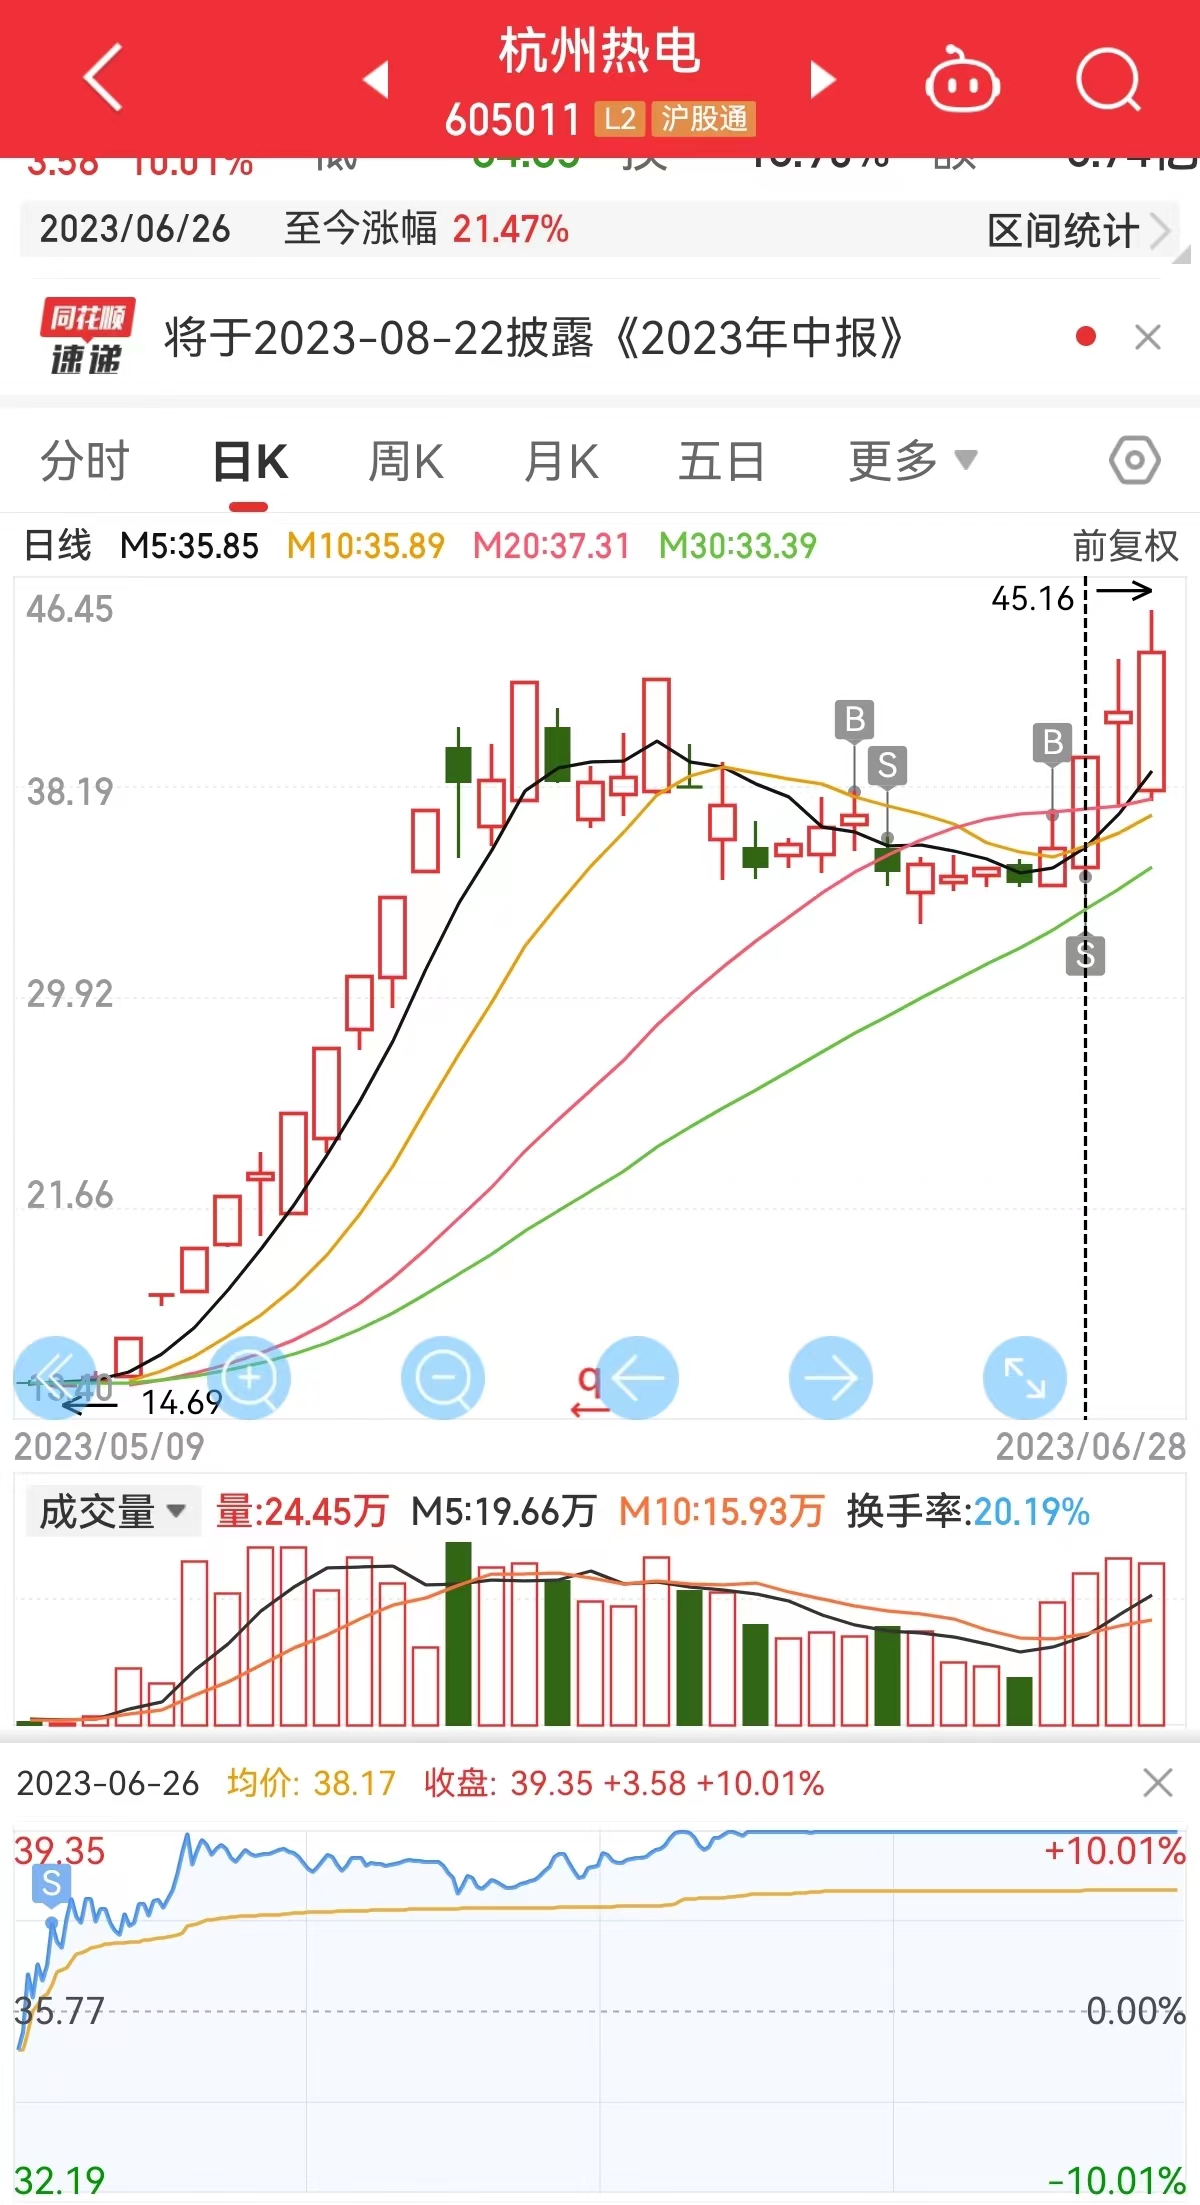 杭州热电
605011 L2 沪股通
3.58 10.01%
2023/06/26 至今涨幅 21.47% 区间统计
同花顺
速递
将于2023-08-22披露《2023年中报》
分时 日K 周K 月K 五日 更多
日线 M5:35.85 M10:35.89 M20:37.31 M30:33.39 前复权
46.45
45.16
B
38.19
S
B
S
29.92
21.66
13.40
14.69
q
2023/05/09 2023/06/28
成交量 量:24.45万 M5:19.66万 M10:15.93万 换手率:20.19%
2023-06-26 均价: 38.17 收盘: 39.35 +3.58 +10.01%
39.35 +10.01%
S
35.77 0.00%
32.19 -10.01%